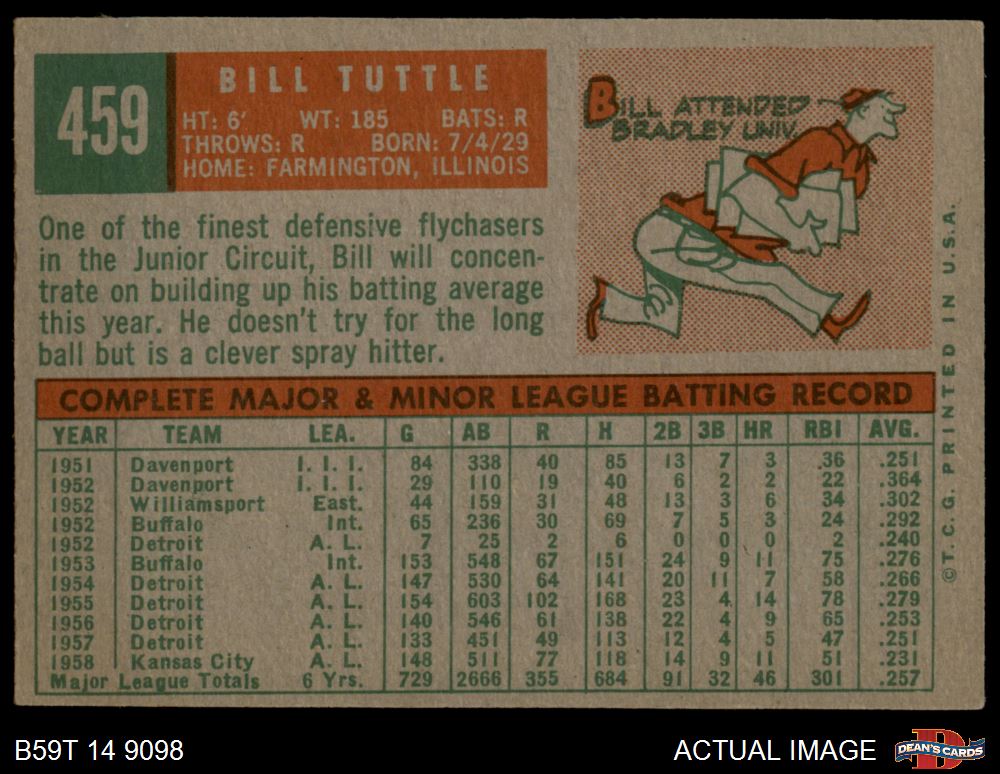 459
BILL TUTTLE
HT: 6' WT: 185 BATS: R
THROWS: R BORN: 7/4/29
HOME: FARMINGTON, ILLINOIS
BILL ATTENDED
BRADLEY UNIV.
One of the finest defensive flychasers
in the Junior Circuit, Bill will concen-
trate on building up his batting average
this year. He doesn't try for the long
ball but is a clever spray hitter.
COMPLETE MAJOR & MINOR LEAGUE BATTING RECORD
YEAR TEAM LEA. G AB R H 2B 3B HR RBI AVG.
1951 Davenport I. I. I. 84 338 40 85 13 7 3 .36 .251
1952 Davenport I. I. I. 29 110 19 40 6 2 2 22 .364
1952 Williamsport East. 44 159 31 48 13 3 6 34 .302
1952 Buffalo Int. 65 236 30 69 7 5 3 24 .292
1952 Detroit A. L. 7 25 2 6 0 0 0 2 .240
1953 Buffalo Int. 153 548 67 151 24 9 11 75 .276
1954 Detroit A. L. 147 530 64 141 20 11 7 58 .266
1955 Detroit A. L. 154 603 102 168 23 4 14 78 .279
1956 Detroit A. L. 140 546 61 138 22 4 9 65 .253
1957 Detroit A. L. 133 451 49 113 12 4 5 47 .251
1958 Kansas City A. L. 148 511 77 118 14 9 11 51 .231
Major League Totals 6 Yrs. 729 2666 355 684 91 32 46 301 .257
© T. C. G. PRINTED IN U.S.A.
B59T 14 9098
ACTUAL IMAGE
D
DEAN'S CARDS